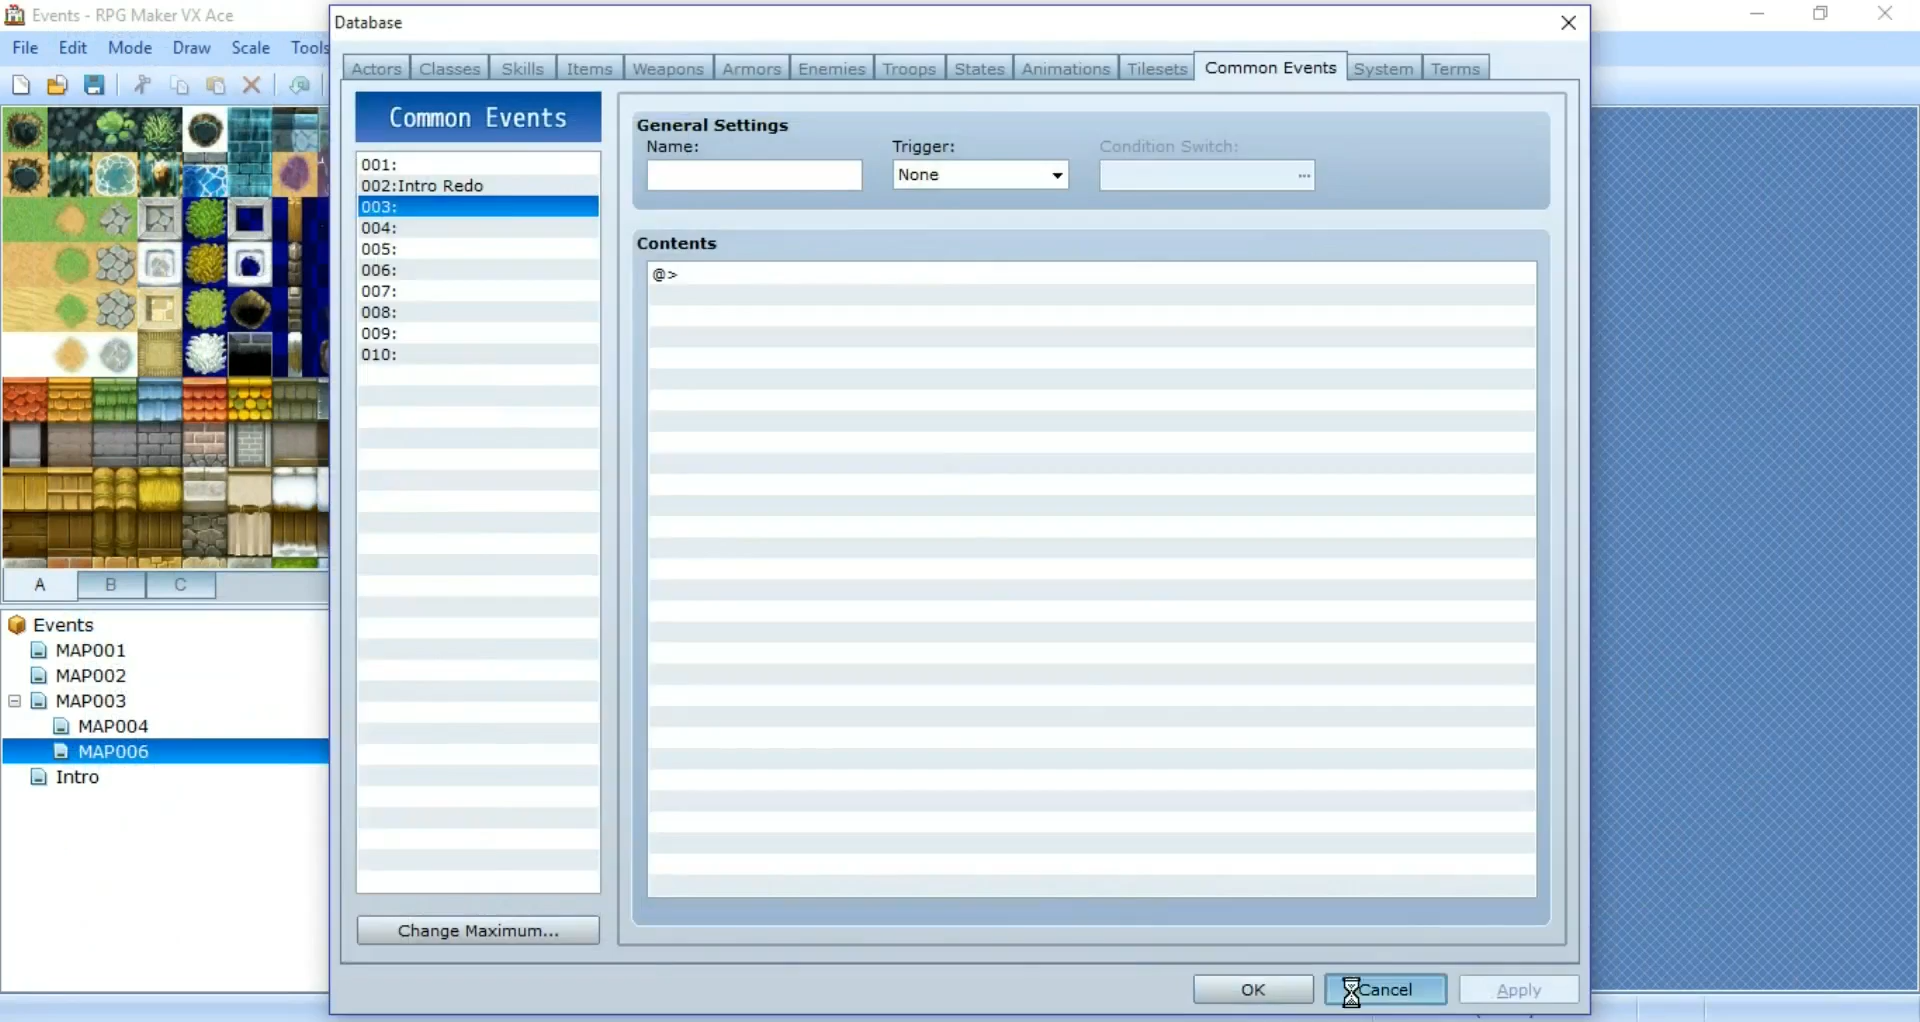 Events - RPG Maker VX Ace
File Edit Mode Draw Scale Tools
A B C
Events
MAP001
MAP002
MAP003
MAP004
MAP006
Intro
Database
Actors Classes Skills Items Weapons Armors Enemies Troops States Animations Tilesets Common Events System Terms
Common Events
001:
002:Intro Redo
003:
004:
005:
006:
007:
008:
009:
010:
Change Maximum...
General Settings
Name: Trigger: Condition Switch:
None ...
Contents
@>
OK Cancel Apply